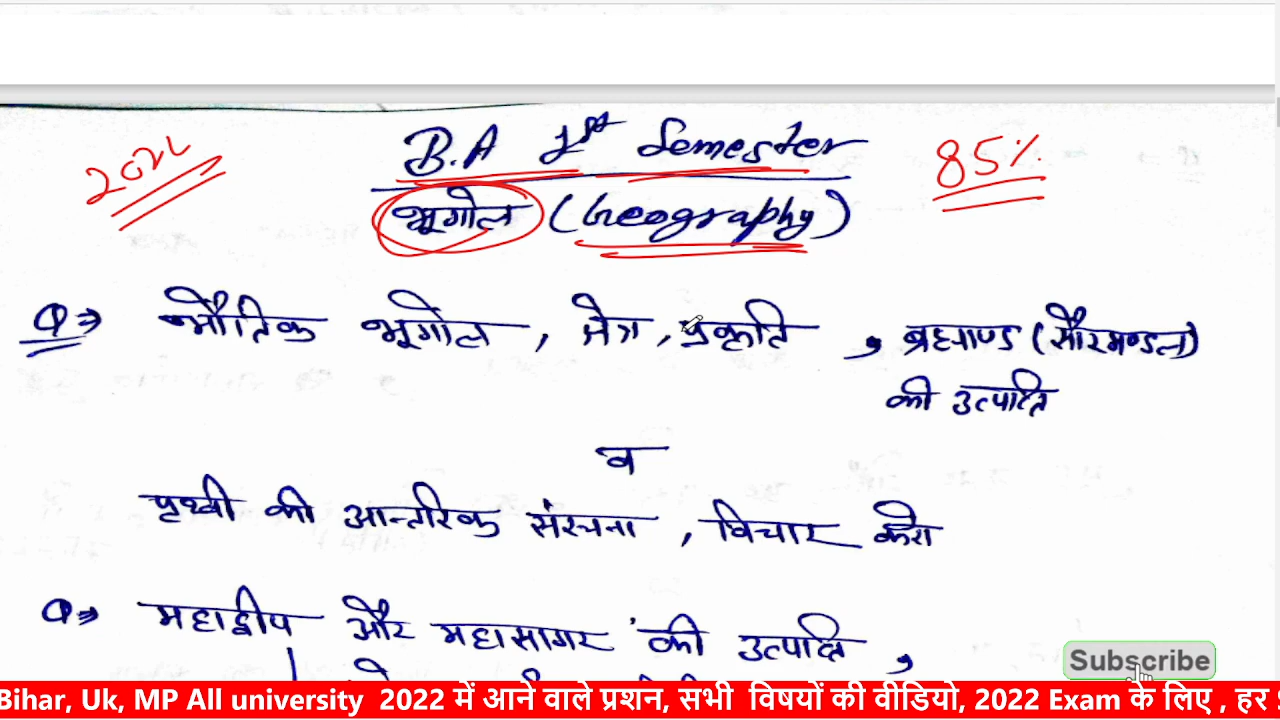 B.A 1st Semester
2022
85%
भूगोल (Geography)
Q⇒ भौतिक भूगोल, क्षेत्र, प्रकृति, ब्रह्माण्ड (सौरमण्डल)
की उत्पत्ति
व
पृथ्वी की आन्तरिक संरचना, विचार करो
Q⇒ महाद्वीप और महासागर की उत्पत्ति,
Subscribe
Bihar, Uk, MP All university 2022 में आने वाले प्रशन, सभी विषयों की वीडियो, 2022 Exam के लिए , हर